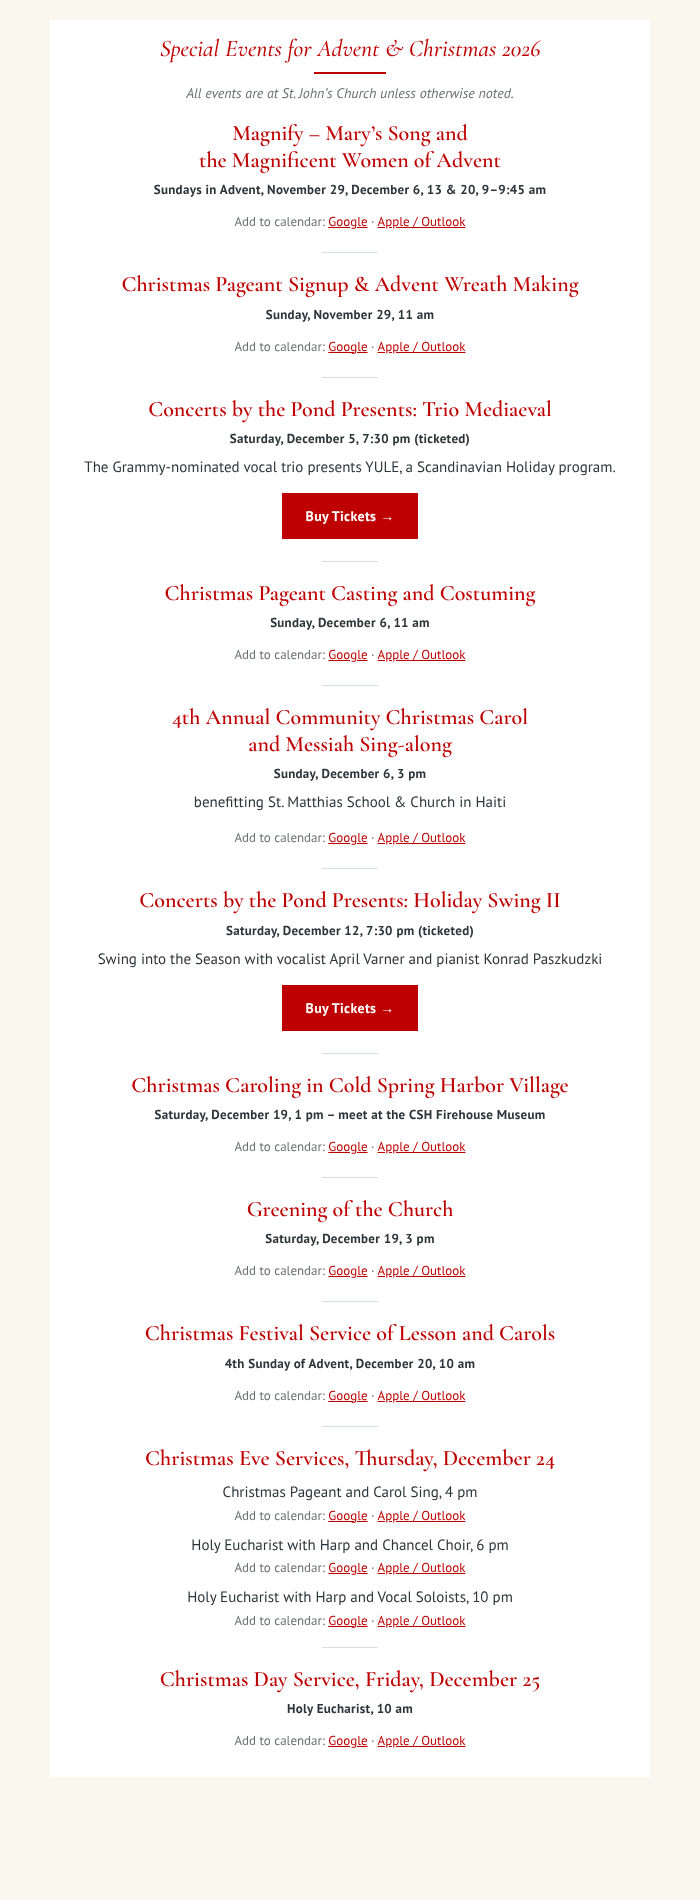 Special Events for Advent & Christmas 2026
All events are at St. John's Church unless otherwise noted.
Magnify – Mary's Song and
the Magnificent Women of Advent
Sundays in Advent, November 29, December 6, 13 & 20, 9–9:45 am
Add to calendar: Google · Apple / Outlook
Christmas Pageant Signup & Advent Wreath Making
Sunday, November 29, 11 am
Add to calendar: Google · Apple / Outlook
Concerts by the Pond Presents: Trio Mediaeval
Saturday, December 5, 7:30 pm (ticketed)
The Grammy-nominated vocal trio presents YULE, a Scandinavian Holiday program.
Buy Tickets →
Christmas Pageant Casting and Costuming
Sunday, December 6, 11 am
Add to calendar: Google · Apple / Outlook
4th Annual Community Christmas Carol
and Messiah Sing-along
Sunday, December 6, 3 pm
benefitting St. Matthias School & Church in Haiti
Add to calendar: Google · Apple / Outlook
Concerts by the Pond Presents: Holiday Swing II
Saturday, December 12, 7:30 pm (ticketed)
Swing into the Season with vocalist April Varner and pianist Konrad Paszkudzki
Buy Tickets →
Christmas Caroling in Cold Spring Harbor Village
Saturday, December 19, 1 pm – meet at the CSH Firehouse Museum
Add to calendar: Google · Apple / Outlook
Greening of the Church
Saturday, December 19, 3 pm
Add to calendar: Google · Apple / Outlook
Christmas Festival Service of Lesson and Carols
4th Sunday of Advent, December 20, 10 am
Add to calendar: Google · Apple / Outlook
Christmas Eve Services, Thursday, December 24
Christmas Pageant and Carol Sing, 4 pm
Add to calendar: Google · Apple / Outlook
Holy Eucharist with Harp and Chancel Choir, 6 pm
Add to calendar: Google · Apple / Outlook
Holy Eucharist with Harp and Vocal Soloists, 10 pm
Add to calendar: Google · Apple / Outlook
Christmas Day Service, Friday, December 25
Holy Eucharist, 10 am
Add to calendar: Google · Apple / Outlook